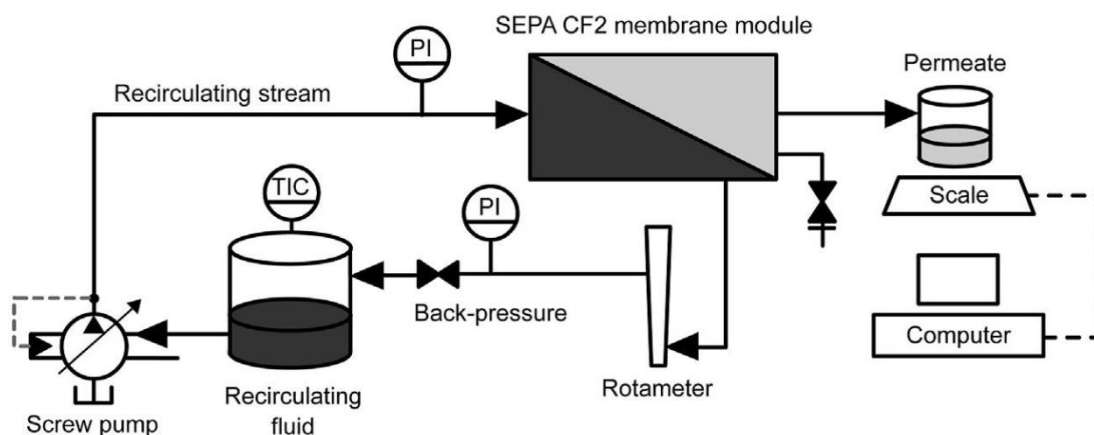 SEPA CF2 membrane module
PI
Permeate
Recirculating stream
TIC
PI
Scale
Back-pressure
Computer
Rotameter
Recirculating
fluid
Screw pump